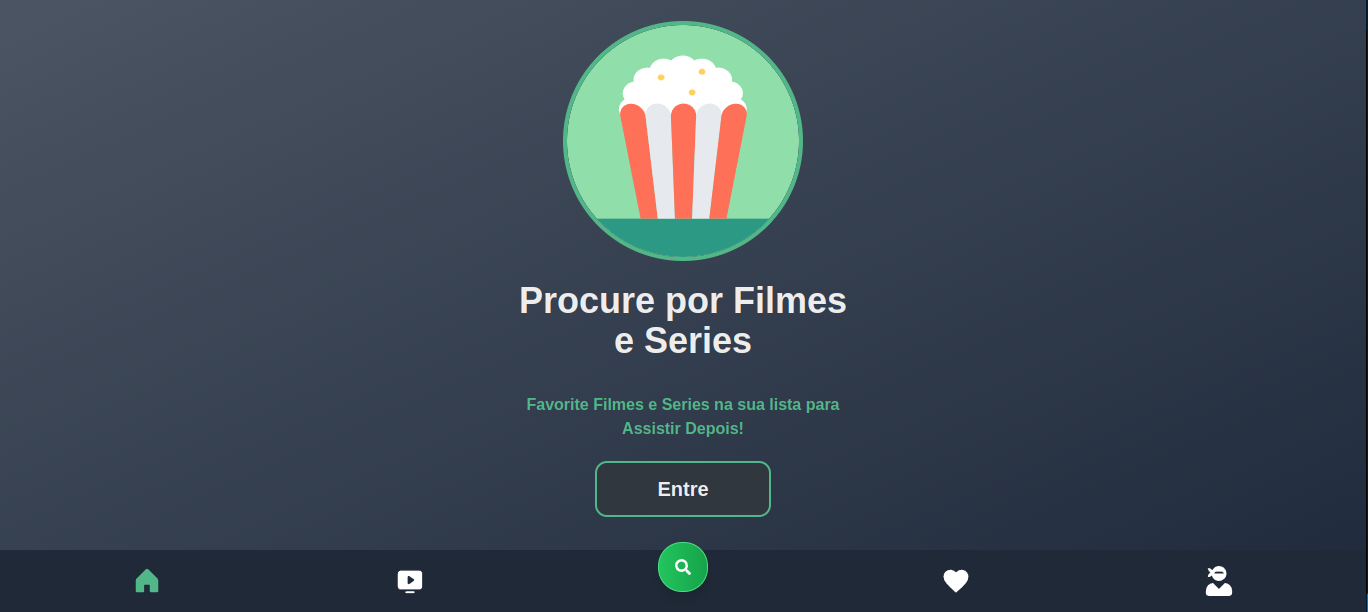 Procure por Filmes
e Series
Favorite Filmes e Series na sua lista para
Assistir Depois!
Entre